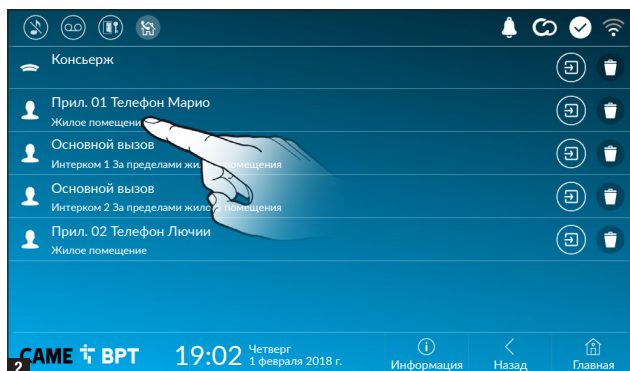 Консьерж
Прил. 01 Телефон Марио
Жилое помещение
Основной вызов
Интерком 1 За пределами жилого помещения
Основной вызов
Интерком 2 За пределами жилого помещения
Прил. 02 Телефон Лючии
Жилое помещение
2
CAME BPT
19:02
Четверг
1 февраля 2018 г.
Информация
Назад
Главная